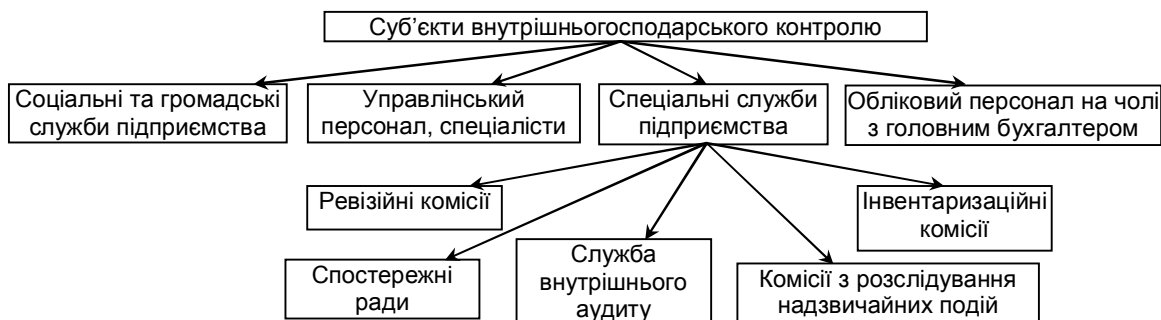 Суб’єкти внутрішньогосподарського контролю
Соціальні та громадські
служби підприємства
Управлінський
персонал, спеціалісти
Спеціальні служби
підприємства
Обліковий персонал на чолі
з головним бухгалтером
Ревізійні комісії
Інвентаризаційні
комісії
Спостережні
ради
Служба
внутрішнього
аудиту
Комісії з розслідування
надзвичайних подій